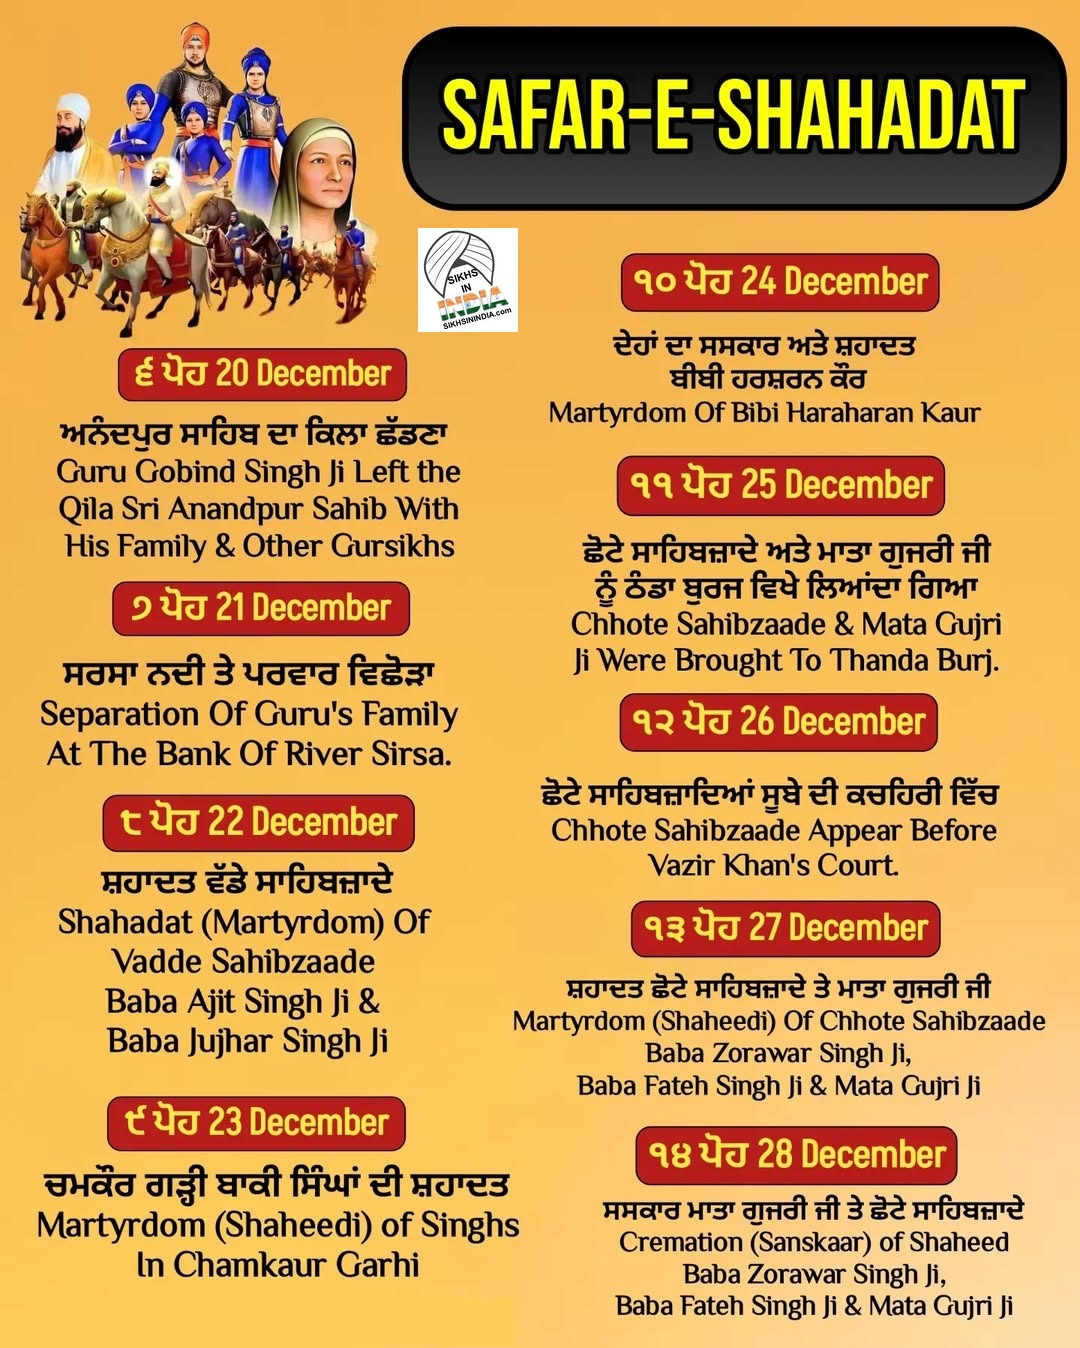 SAFAR-E-SHAHADAT
SIKHS
IN
INDIA
SIKHSININDIA.com
੬ ਪੋਹ 20 December
ਅਨੰਦਪੁਰ ਸਾਹਿਬ ਦਾ ਕਿਲਾ ਛੱਡਣਾ
Guru Gobind Singh Ji Left the
Qila Sri Anandpur Sahib With
His Family & Other Gursikhs
੭ ਪੋਹ 21 December
ਸਰਸਾ ਨਦੀ ਤੇ ਪਰਵਾਰ ਵਿਛੋੜਾ
Separation Of Guru's Family
At The Bank Of River Sirsa.
੮ ਪੋਹ 22 December
ਸ਼ਹਾਦਤ ਵੱਡੇ ਸਾਹਿਬਜ਼ਾਦੇ
Shahadat (Martyrdom) Of
Vadde Sahibzaade
Baba Ajit Singh Ji &
Baba Jujhar Singh Ji
੯ ਪੋਹ 23 December
ਚਮਕੌਰ ਗੜ੍ਹੀ ਬਾਕੀ ਸਿੰਘਾਂ ਦੀ ਸ਼ਹਾਦਤ
Martyrdom (Shaheedi) of Singhs
In Chamkaur Garhi
੧੦ ਪੋਹ 24 December
ਦੇਹਾਂ ਦਾ ਸਸਕਾਰ ਅਤੇ ਸ਼ਹਾਦਤ
ਬੀਬੀ ਹਰਸ਼ਰਨ ਕੌਰ
Martyrdom Of Bibi Haraharan Kaur
੧੧ ਪੋਹ 25 December
ਛੋਟੇ ਸਾਹਿਬਜ਼ਾਦੇ ਅਤੇ ਮਾਤਾ ਗੁਜਰੀ ਜੀ
ਨੂੰ ਠੰਡਾ ਬੁਰਜ ਵਿਖੇ ਲਿਆਂਦਾ ਗਿਆ
Chhote Sahibzaade & Mata Gujri
Ji Were Brought To Thanda Burj.
੧੨ ਪੋਹ 26 December
ਛੋਟੇ ਸਾਹਿਬਜ਼ਾਦਿਆਂ ਸੂਬੇ ਦੀ ਕਚਹਿਰੀ ਵਿੱਚ
Chhote Sahibzaade Appear Before
Vazir Khan's Court.
੧੩ ਪੋਹ 27 December
ਸ਼ਹਾਦਤ ਛੋਟੇ ਸਾਹਿਬਜ਼ਾਦੇ ਤੇ ਮਾਤਾ ਗੁਜਰੀ ਜੀ
Martyrdom (Shaheedi) Of Chhote Sahibzaade
Baba Zorawar Singh Ji,
Baba Fateh Singh Ji & Mata Gujri Ji
੧੪ ਪੋਹ 28 December
ਸਸਕਾਰ ਮਾਤਾ ਗੁਜਰੀ ਜੀ ਤੇ ਛੋਟੇ ਸਾਹਿਬਜ਼ਾਦੇ
Cremation (Sanskaar) of Shaheed
Baba Zorawar Singh Ji,
Baba Fateh Singh Ji & Mata Gujri Ji